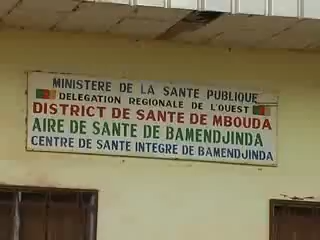 MINISTERE DE LA SANTE PUBLIQUE
DELEGATION REGIONALE DE L'OUEST
DISTRICT DE SANTE DE MBOUDA
AIRE DE SANTE DE BAMENDJINDA
CENTRE DE SANTE INTEGRE DE BAMENDJINDA